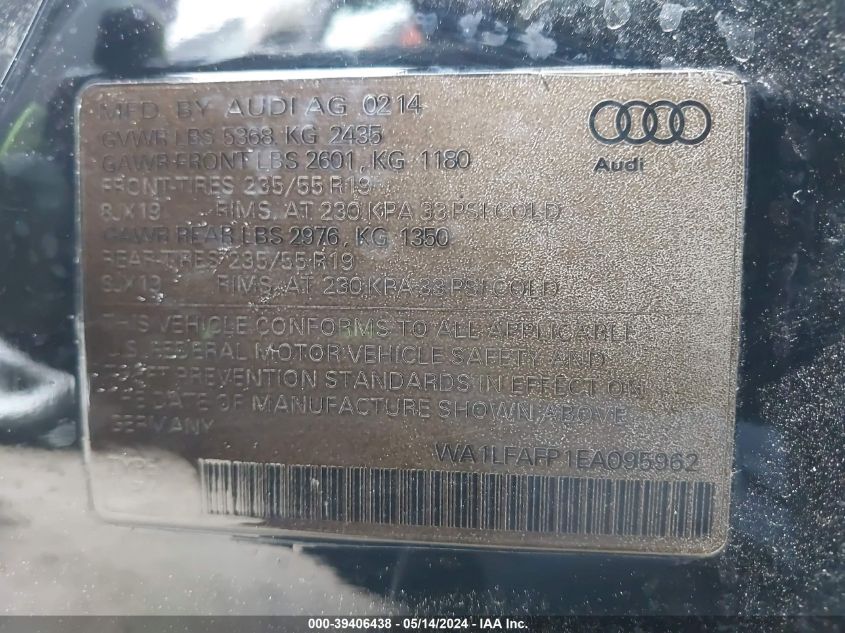 MFD. BY AUDI AG 0214
GVWR LBS 5368, KG 2435
GAWR FRONT LBS 2601, KG 1180
FRONT-TIRES 235/55 R19
8JX19 RIMS, AT 230 KPA 33 PSI COLD
GAWR REAR LBS 2976, KG 1350
REAR-TIRES 235/55 R19
8JX19 RIMS, AT 230 KPA 33 PSI COLD
Audi
THIS VEHICLE CONFORMS TO ALL APPLICABLE
U.S. FEDERAL MOTOR VEHICLE SAFETY AND
THEFT PREVENTION STANDARDS IN EFFECT ON
THE DATE OF MANUFACTURE SHOWN ABOVE
GERMANY
WA1LFAFP1EA095962
000-39406438 - 05/14/2024 - IAA Inc.